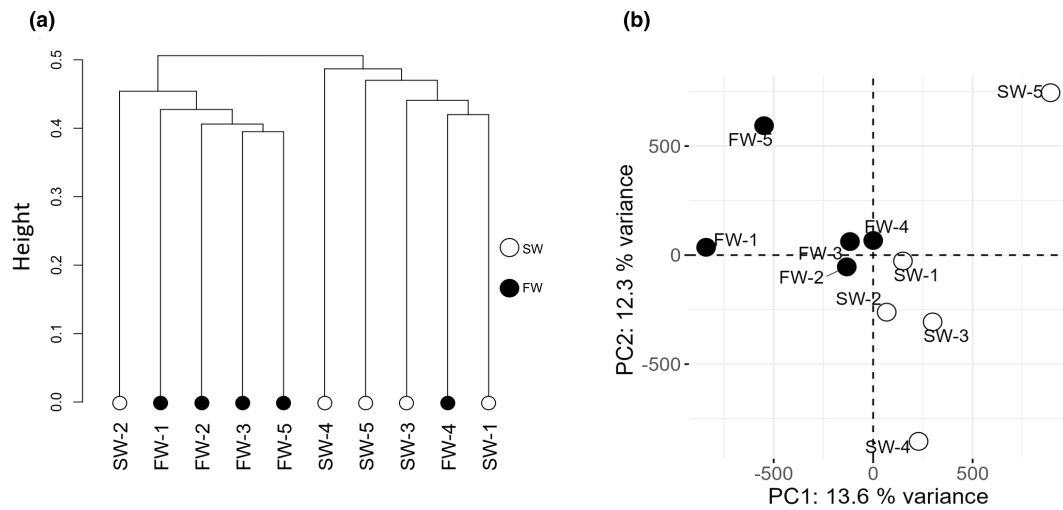 (a)
Height
0.5
0.4
0.3
0.2
0.1
0.0
SW-2
FW-1
FW-2
FW-3
FW-5
SW-4
SW-5
SW-3
FW-4
SW-1
SW
FW
(b)
PC2: 12.3 % variance
500
0
-500
SW-5
FW-5
FW-4
FW-1
FW-3
FW-2
SW-1
SW-2
SW-3
SW-4
-500
0
500
PC1: 13.6 % variance